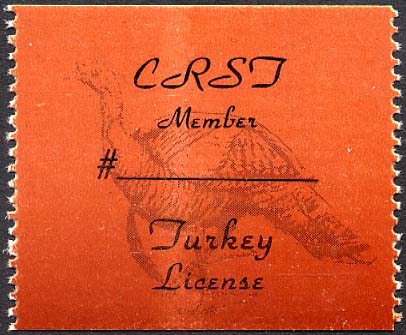 CRST
Member
#
Turkey
License